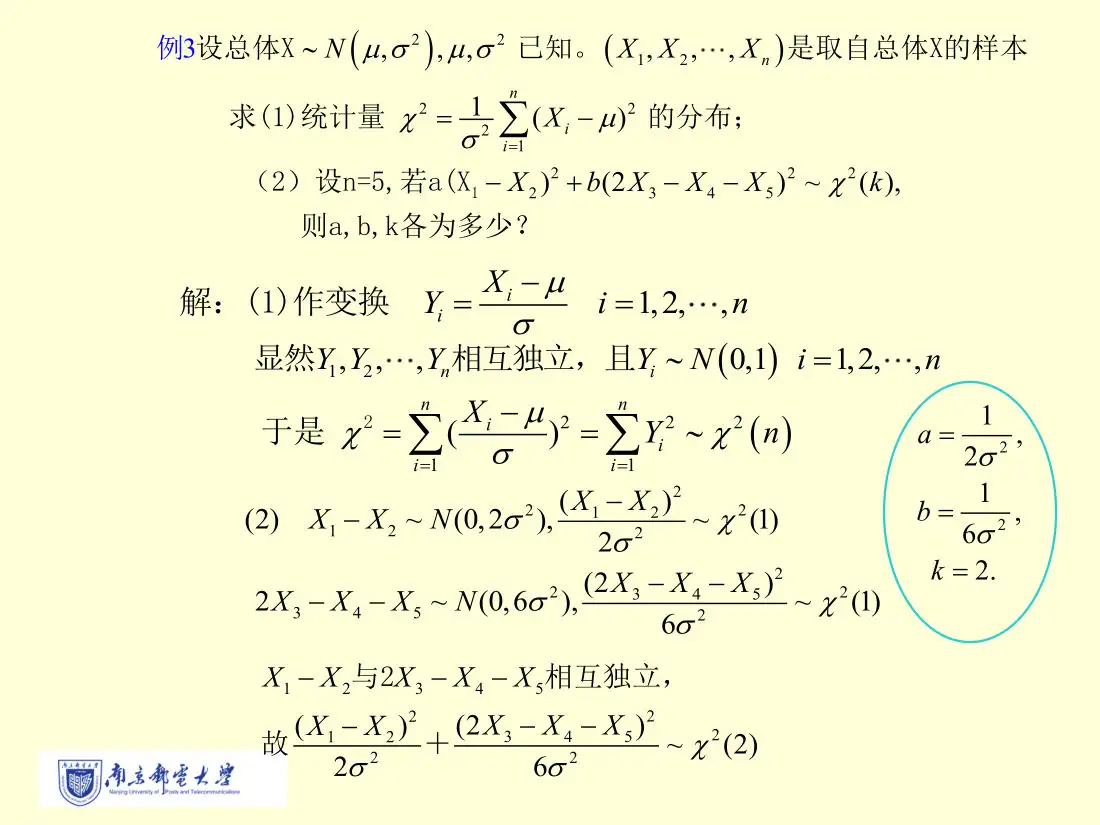 例3设总体X ~ N(μ,σ²),μ,σ² 已知。(X₁,X₂,⋯,Xₙ)是取自总体X的样本
求(1)统计量 χ² = 1/σ² ∑ᵢ₌₁ⁿ (Xᵢ − μ)² 的分布;
（2）设n=5,若a(X₁ − X₂)² + b(2X₃ − X₄ − X₅)² ~ χ²(k),
则a,b,k各为多少?
解: (1)作变换 Yᵢ = (Xᵢ − μ)/σ i = 1,2,⋯,n
显然Y₁,Y₂,⋯,Yₙ相互独立，且Yᵢ ~ N(0,1) i = 1,2,⋯,n
于是 χ² = ∑ᵢ₌₁ⁿ ((Xᵢ − μ)/σ)² = ∑ᵢ₌₁ⁿ Yᵢ² ~ χ²(n)
(2) X₁ − X₂ ~ N(0,2σ²), (X₁ − X₂)²/2σ² ~ χ²(1)
2X₃ − X₄ − X₅ ~ N(0,6σ²), (2X₃ − X₄ − X₅)²/6σ² ~ χ²(1)
X₁ − X₂与2X₃ − X₄ − X₅相互独立，
故 (X₁ − X₂)²/2σ² + (2X₃ − X₄ − X₅)²/6σ² ~ χ²(2)
a = 1/2σ²,
b = 1/6σ²,
k = 2.
南京邮电大学
Nanjing University of Posts and Telecommunications